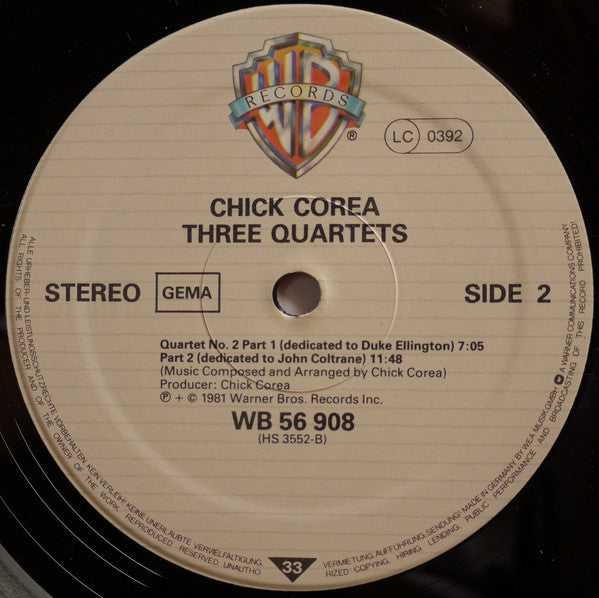 WB
RECORDS
®
LC 0392
CHICK COREA
THREE QUARTETS
STEREO GEMA SIDE 2
Quartet No. 2 Part 1 (dedicated to Duke Ellington) 7:05
Part 2 (dedicated to John Coltrane) 11:48
(Music Composed and Arranged by Chick Corea)
Producer: Chick Corea
℗ + © 1981 Warner Bros. Records Inc.
WB 56 908
(HS 3552-B)
33
ALLE URHEBER- UND LEISTUNGSSCHUTZRECHTE VORBEHALTEN. KEIN VERLEIH! KEINE UNERLAUBTE VERVIELFÄLTIGUNG, VERMIETUNG, AUFFÜHRUNG, SENDUNG! MADE IN GERMANY, BY WEA MUSIK GMBH A WARNER COMMUNICATIONS COMPANY
ALL RIGHTS OF THE PRODUCER AND OF THE OWNER OF THE WORK REPRODUCED RESERVED. UNAUTHORIZED COPYING, HIRING, LENDING, PUBLIC PERFORMANCE AND BROADCASTING OF THIS RECORD PROHIBITED!